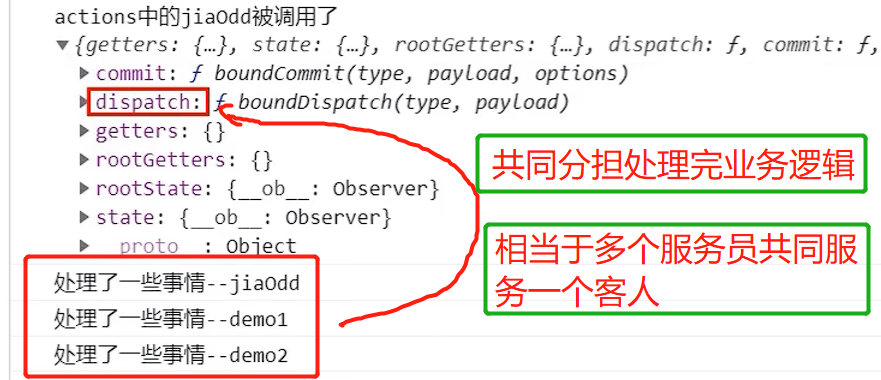 actions中的jiaOdd被调用了
▼{getters: {…}, state: {…}, rootGetters: {…}, dispatch: ƒ, commit: ƒ,
▶ commit: ƒ boundCommit(type, payload, options)
▶ dispatch: ƒ boundDispatch(type, payload)
▶ getters: {}
▶ rootGetters: {}
▶ rootState: {__ob__: Observer}
▶ state: {__ob__: Observer}
▶ __proto__: Object
共同分担处理完业务逻辑
相当于多个服务员共同服
务一个客人
处理了一些事情--jiaOdd
处理了一些事情--demo1
处理了一些事情--demo2